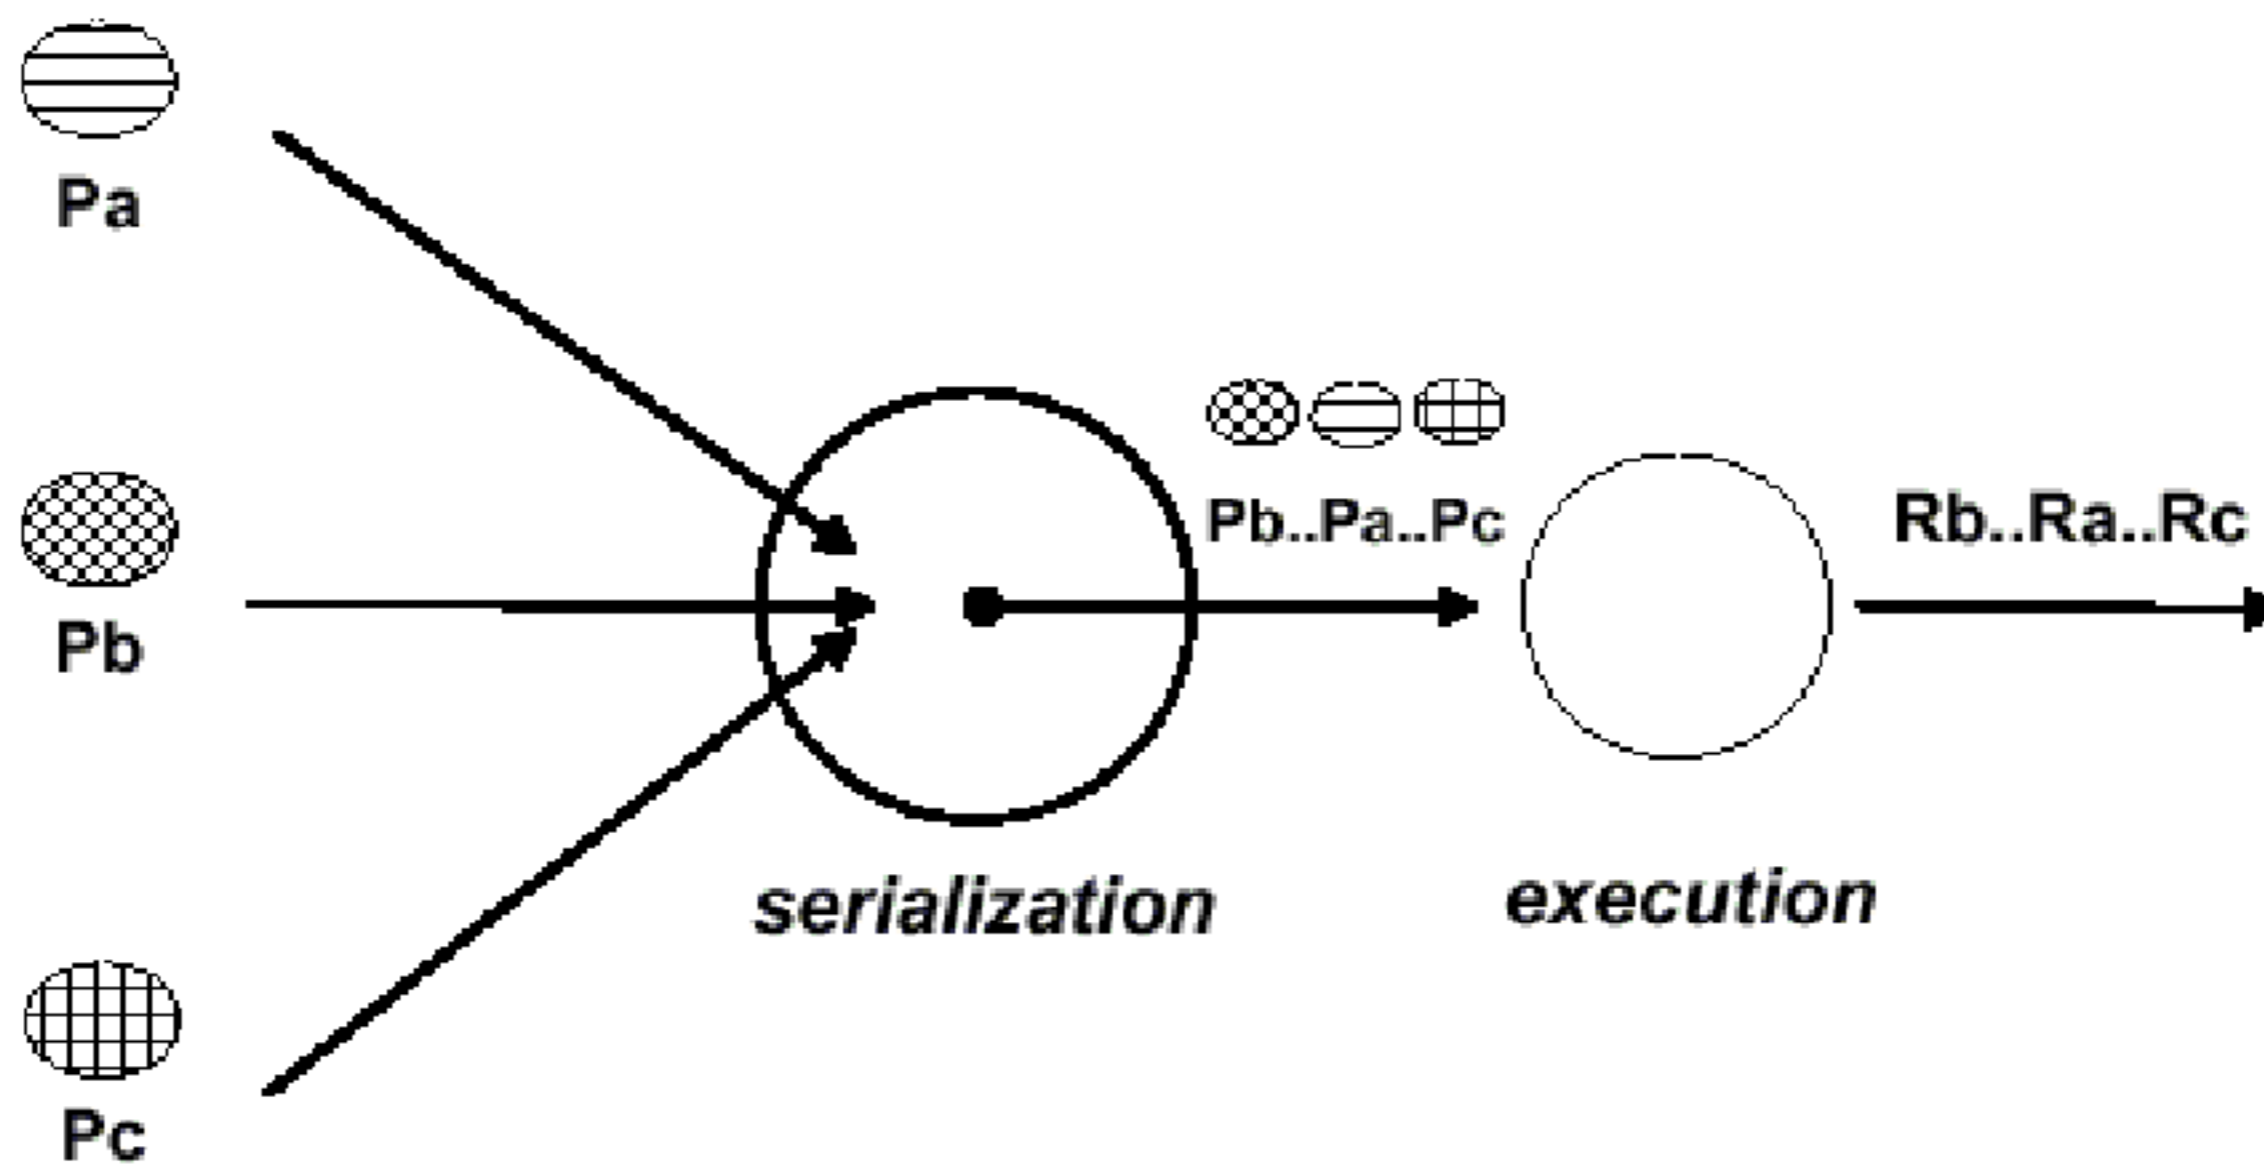 Pa
Pb..Pa..Pc
Rb..Ra..Rc
Pb
serialization
execution
Pc